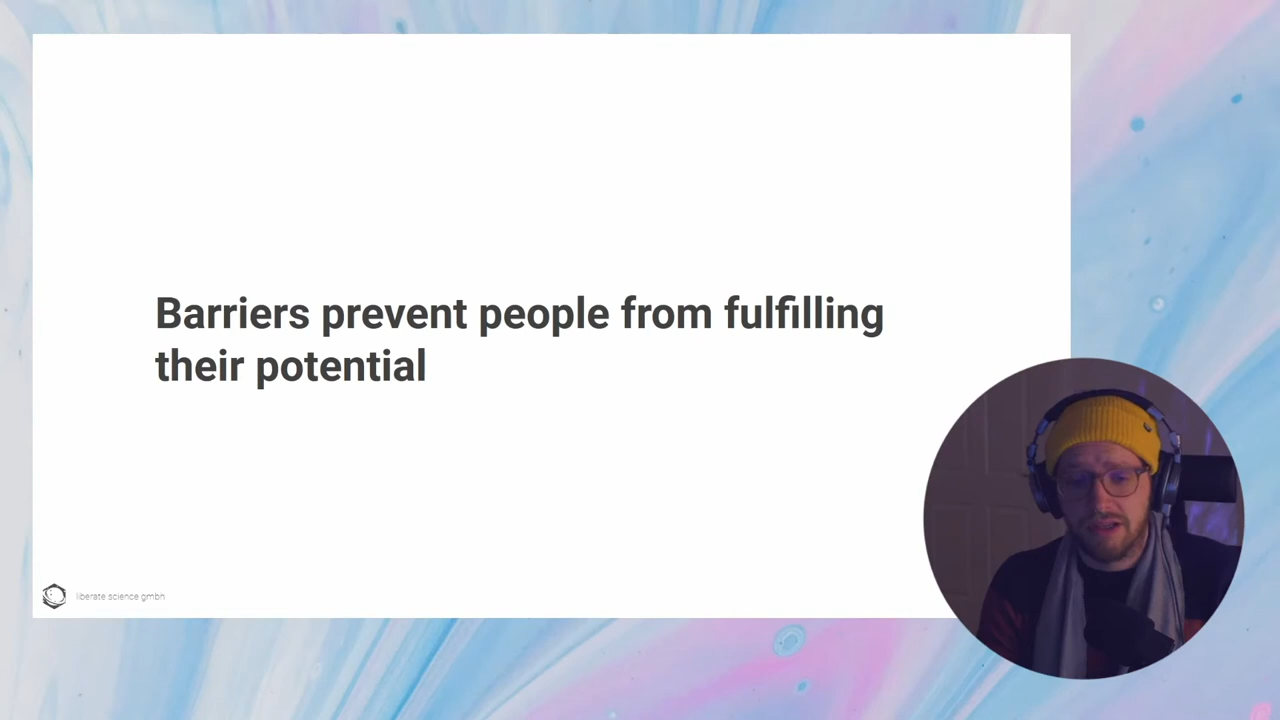 Barriers prevent people from fulfilling
their potential
liberate science gmbh